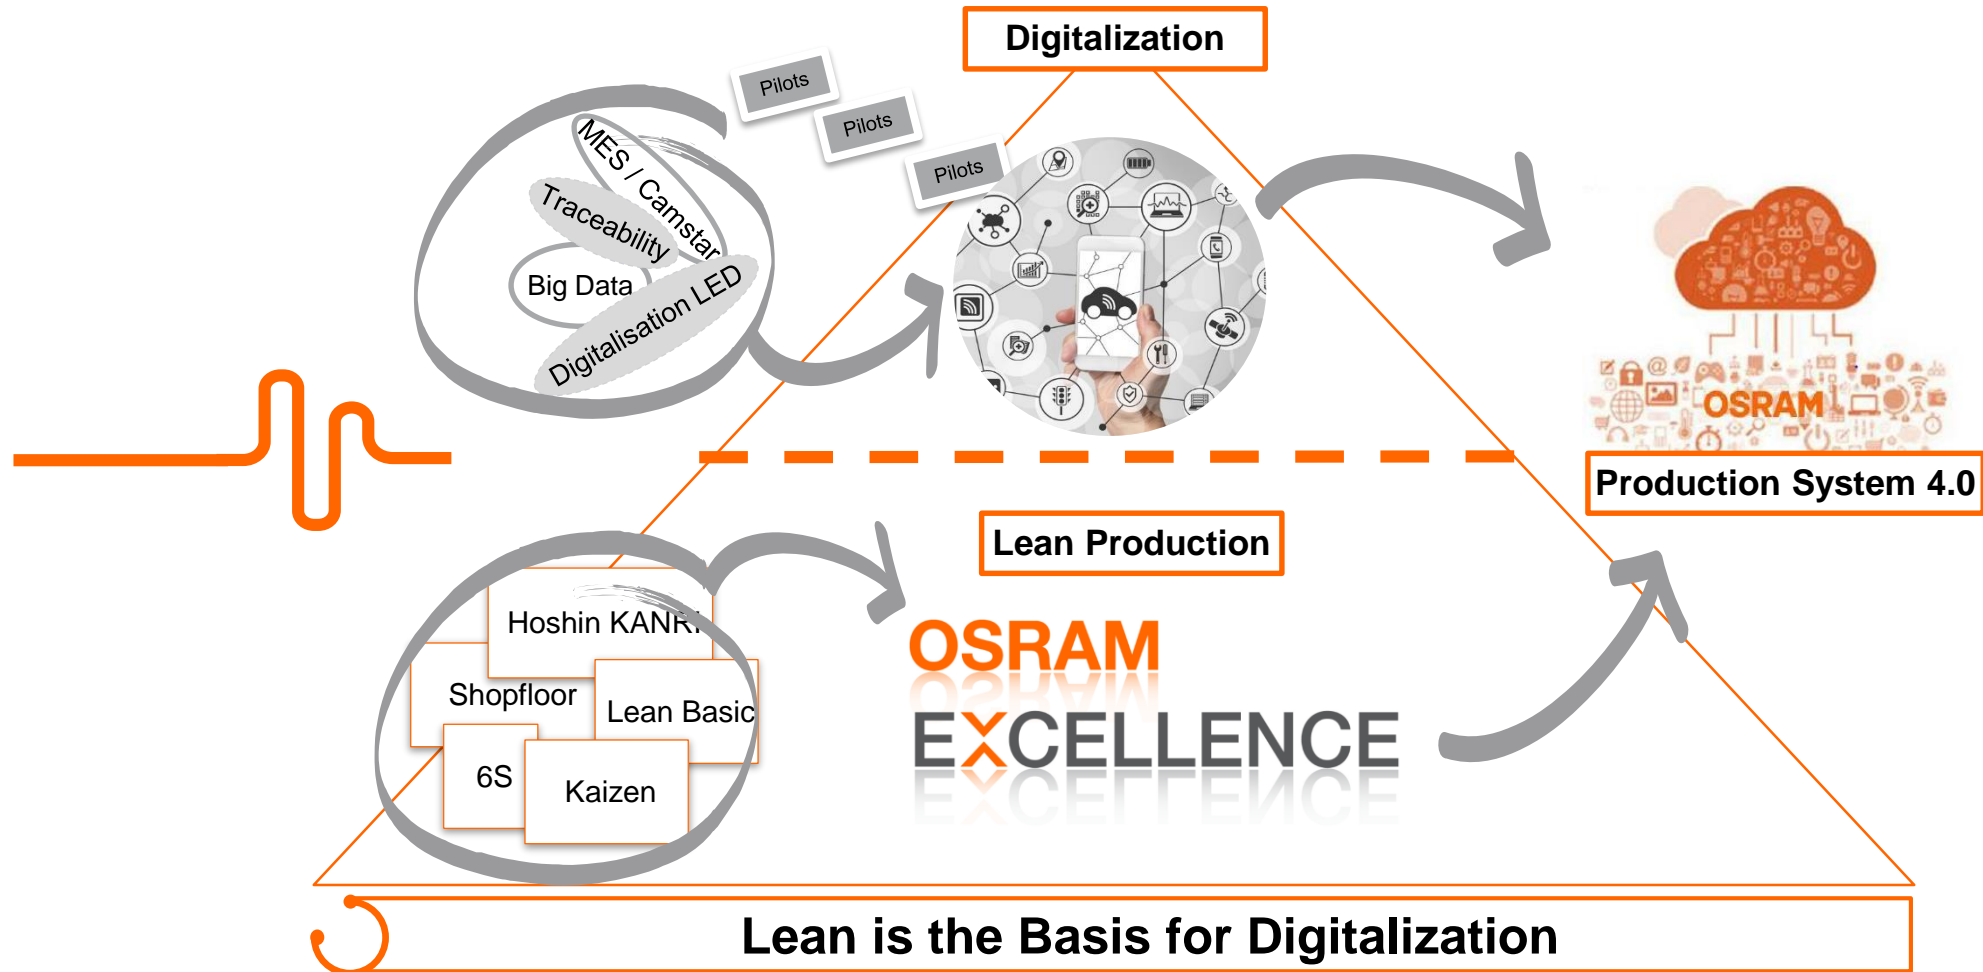 Digitalization
Pilots
Pilots
Pilots
MES / Camstar
Traceability
Big Data
Digitalisation LED
OSRAM
Production System 4.0
Lean Production
Hoshin KANRI
Shopfloor
Lean Basic
6S
Kaizen
OSRAM
EXCELLENCE
Lean is the Basis for Digitalization